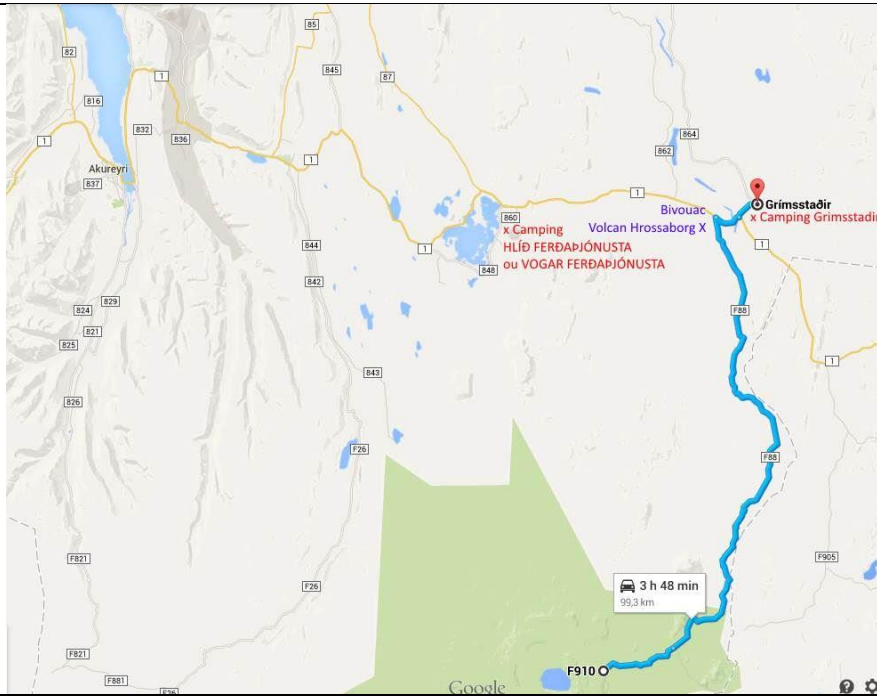 85
82
845
1
87
816
864
832
836
1
862
1
Akureyri
837
1
Grímsstaðir
x Camping Grimsstadir
Bivouac
Volcan Hrossaborg X
860
x Camping
HLÍÐ FERÐAÞJÓNUSTA
ou VOGAR FERÐAÞJÓNUSTA
844
1
848
1
842
829
824
821
825
F88
1
843
826
F26
F88
F821
F905
F26
3 h 48 min
99,3 km
F821
F881
F26
F910
Google